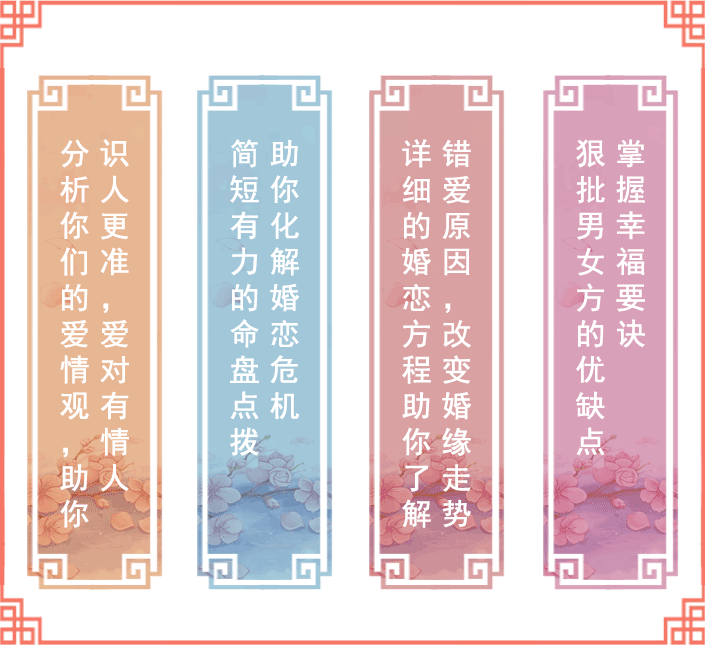 分析你们的爱情观，助你
识人更准，爱对有情人
简短有力的命盘点拨
助你化解婚恋危机
详细的婚恋方程助你了解
错爱原因，改变婚缘走势
狠批男女方的优缺点
掌握幸福要诀